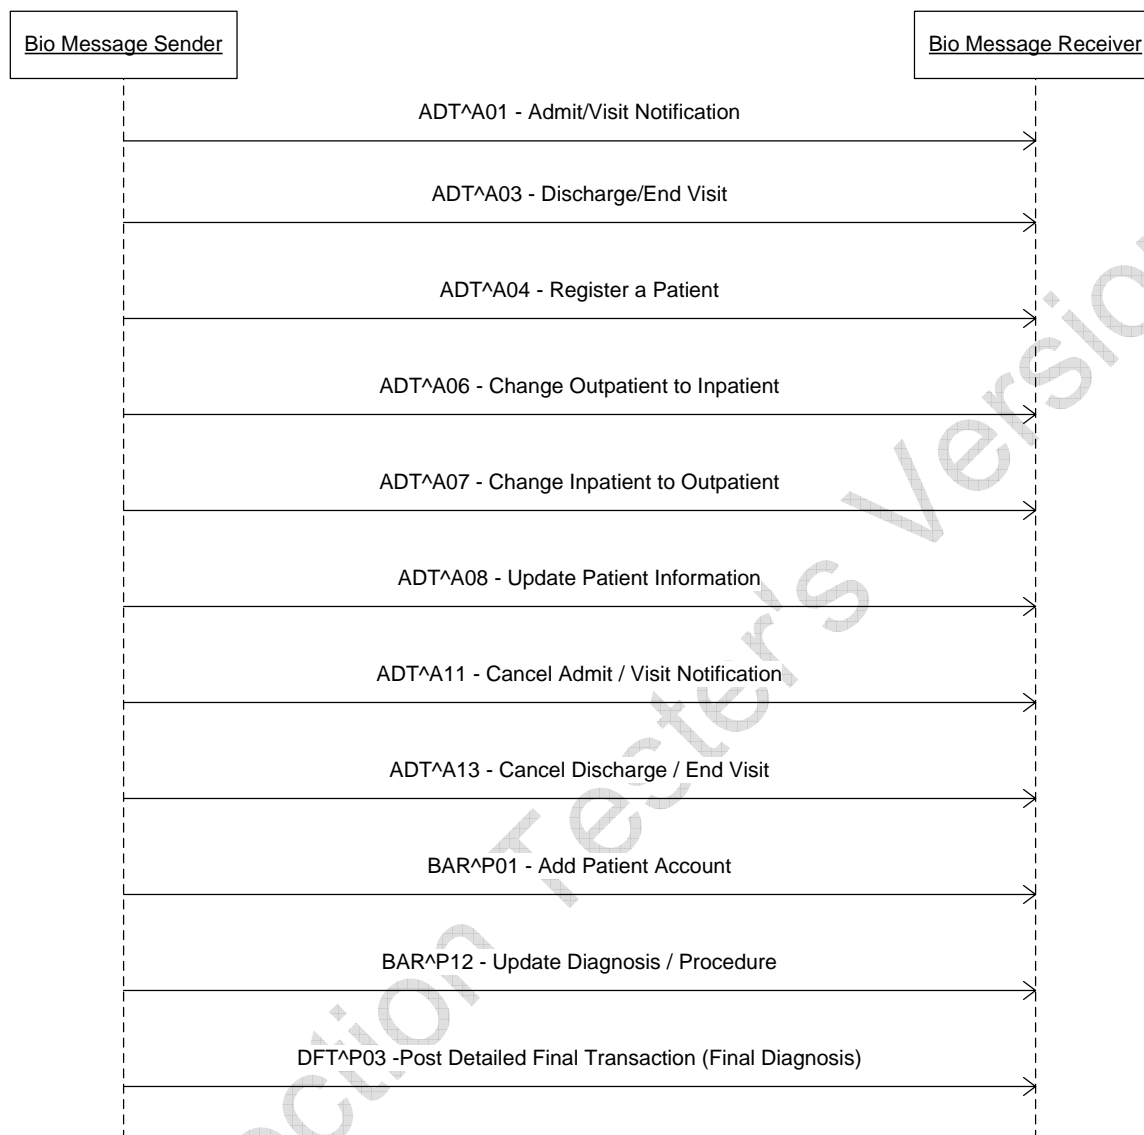 Bio Message Sender
Bio Message Receiver
ADT^A01 - Admit/Visit Notification
ADT^A03 - Discharge/End Visit
ADT^A04 - Register a Patient
ADT^A06 - Change Outpatient to Inpatient
ADT^A07 - Change Inpatient to Outpatient
ADT^A08 - Update Patient Information
ADT^A11 - Cancel Admit / Visit Notification
ADT^A13 - Cancel Discharge / End Visit
BAR^P01 - Add Patient Account
BAR^P12 - Update Diagnosis / Procedure
DFT^P03 -Post Detailed Final Transaction (Final Diagnosis)
Tester's